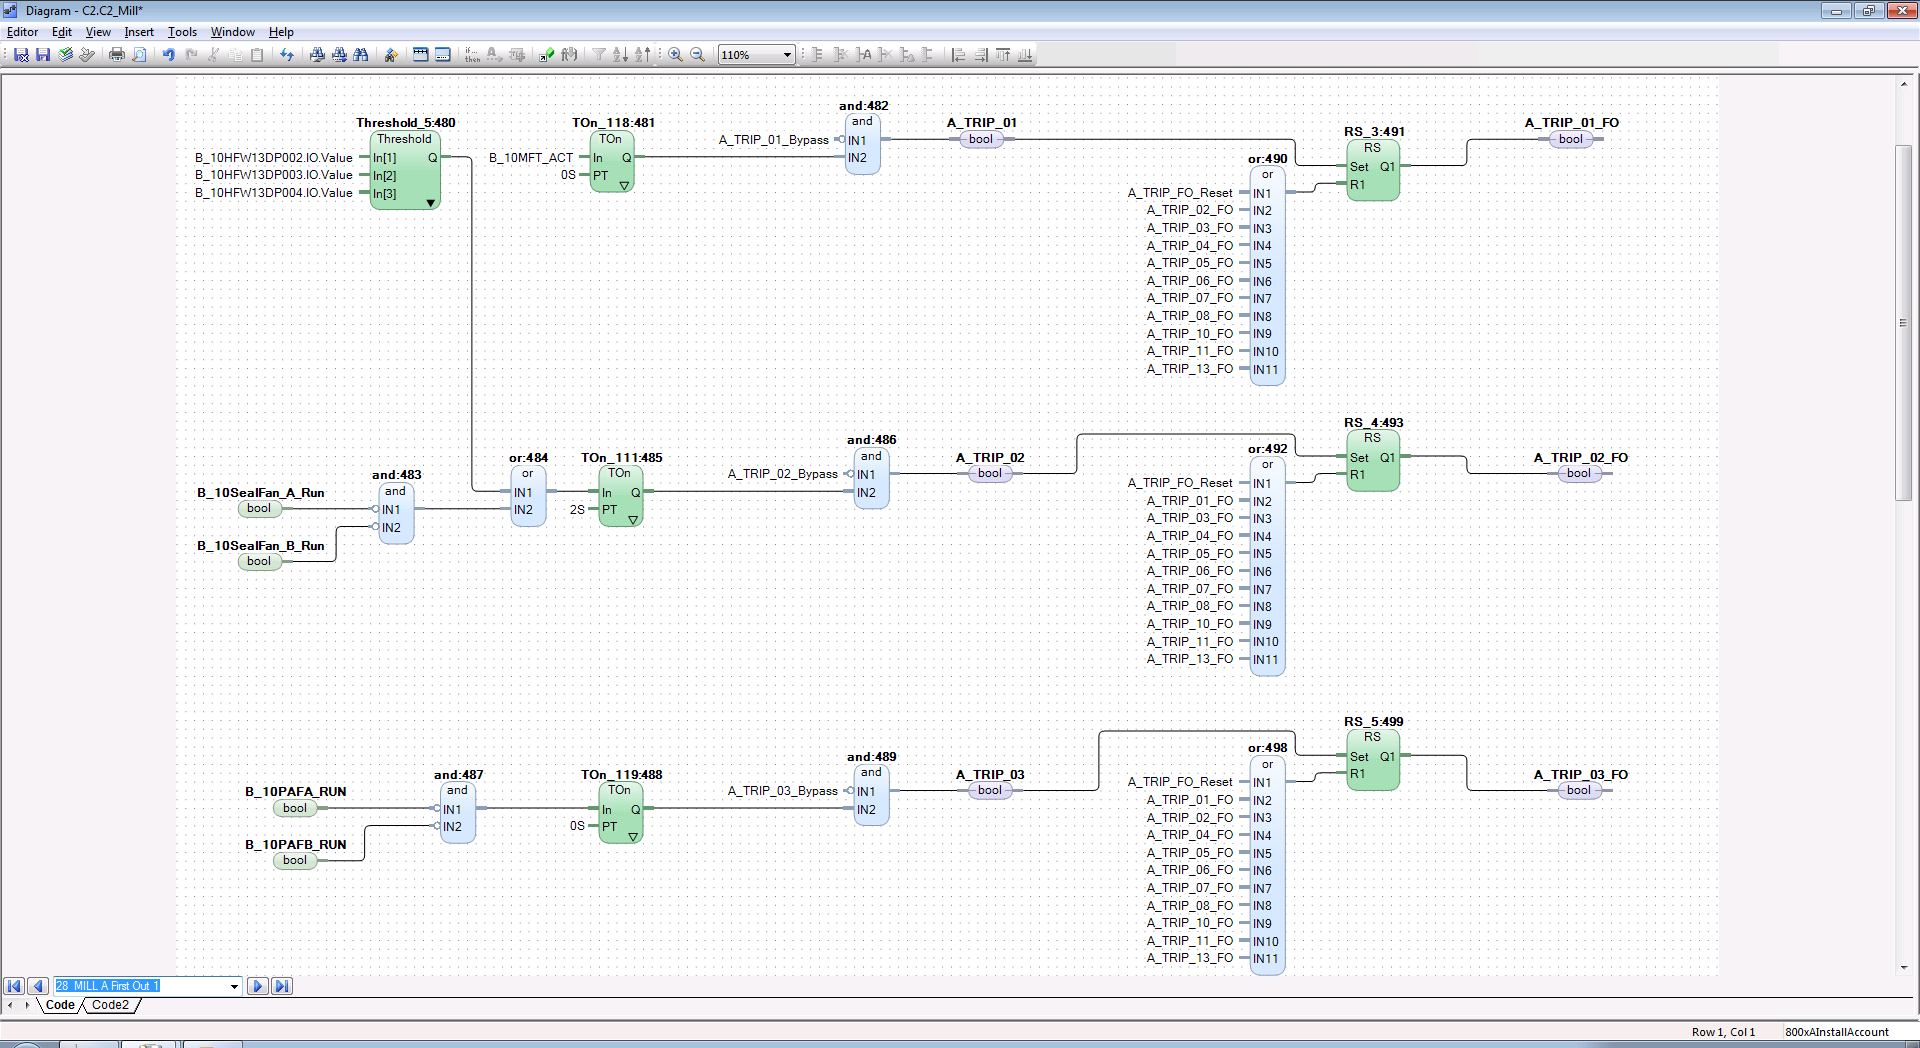 Diagram - C2.C2_Mill*
Editor Edit View Insert Tools Window Help
if... then 110%
and:482
Threshold_5:480 TOn_118:481 and A_TRIP_01 A_TRIP_01_FO
Threshold TOn A_TRIP_01_Bypass IN1 bool RS_3:491 bool
B_10HFW13DP002.IO.Value In[1] Q B_10MFT_ACT In Q IN2 or:490 RS
B_10HFW13DP003.IO.Value In[2] 0S PT or Set Q1
B_10HFW13DP004.IO.Value In[3] A_TRIP_FO_Reset IN1 R1
A_TRIP_02_FO IN2
A_TRIP_03_FO IN3
A_TRIP_04_FO IN4
A_TRIP_05_FO IN5
A_TRIP_06_FO IN6
A_TRIP_07_FO IN7
A_TRIP_08_FO IN8
A_TRIP_10_FO IN9
A_TRIP_11_FO IN10
A_TRIP_13_FO IN11
RS_4:493
and:486 or:492 RS
or:484 TOn_111:485 and A_TRIP_02 or Set Q1 A_TRIP_02_FO
and:483 or TOn A_TRIP_02_Bypass IN1 bool R1 bool
B_10SealFan_A_Run and IN1 In Q IN2 A_TRIP_FO_Reset IN1
bool IN1 IN2 2S PT A_TRIP_01_FO IN2
IN2 A_TRIP_03_FO IN3
B_10SealFan_B_Run A_TRIP_04_FO IN4
bool A_TRIP_05_FO IN5
A_TRIP_06_FO IN6
A_TRIP_07_FO IN7
A_TRIP_08_FO IN8
A_TRIP_10_FO IN9
A_TRIP_11_FO IN10
A_TRIP_13_FO IN11
RS_5:499
or:498 RS
and:489 or Set Q1
and:487 TOn_119:488 and A_TRIP_03 R1 A_TRIP_03_FO
B_10PAFA_RUN and TOn A_TRIP_03_Bypass IN1 bool A_TRIP_FO_Reset IN1 bool
bool IN1 In Q IN2 A_TRIP_01_FO IN2
IN2 0S PT A_TRIP_02_FO IN3
B_10PAFB_RUN A_TRIP_04_FO IN4
bool A_TRIP_05_FO IN5
A_TRIP_06_FO IN6
A_TRIP_07_FO IN7
A_TRIP_08_FO IN8
A_TRIP_10_FO IN9
A_TRIP_11_FO IN10
A_TRIP_13_FO IN11
28 MILL A First Out 1
Code Code2
Row 1, Col 1 800xAInstallAccount